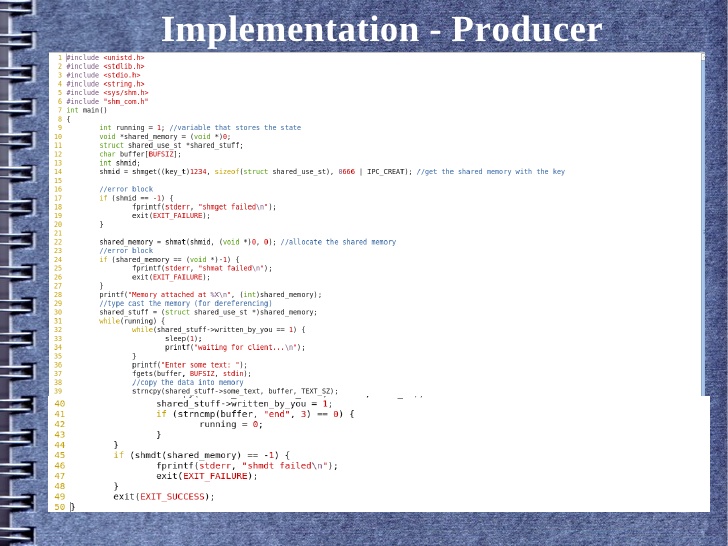 Implementation - Producer
1 #include <unistd.h>
2 #include <stdlib.h>
3 #include <stdio.h>
4 #include <string.h>
5 #include <sys/shm.h>
6 #include "shm_com.h"
7 int main()
8 {
9 int running = 1; //variable that stores the state
10 void *shared_memory = (void *)0;
11 struct shared_use_st *shared_stuff;
12 char buffer[BUFSIZ];
13 int shmid;
14 shmid = shmget((key_t)1234, sizeof(struct shared_use_st), 0666 | IPC_CREAT); //get the shared memory with the key
15
16 //error block
17 if (shmid == -1) {
18 fprintf(stderr, "shmget failed\n");
19 exit(EXIT_FAILURE);
20 }
21
22 shared_memory = shmat(shmid, (void *)0, 0); //allocate the shared memory
23 //error block
24 if (shared_memory == (void *)-1) {
25 fprintf(stderr, "shmat failed\n");
26 exit(EXIT_FAILURE);
27 }
28 printf("Memory attached at %X\n", (int)shared_memory);
29 //type cast the memory (for dereferencing)
30 shared_stuff = (struct shared_use_st *)shared_memory;
31 while(running) {
32 while(shared_stuff->written_by_you == 1) {
33 sleep(1);
34 printf("waiting for client...\n");
35 }
36 printf("Enter some text: ");
37 fgets(buffer, BUFSIZ, stdin);
38 //copy the data into memory
39 strncpy(shared_stuff->some_text, buffer, TEXT_SZ);
40 shared_stuff->written_by_you = 1;
41 if (strncmp(buffer, "end", 3) == 0) {
42 running = 0;
43 }
44 }
45 if (shmdt(shared_memory) == -1) {
46 fprintf(stderr, "shmdt failed\n");
47 exit(EXIT_FAILURE);
48 }
49 exit(EXIT_SUCCESS);
50 }